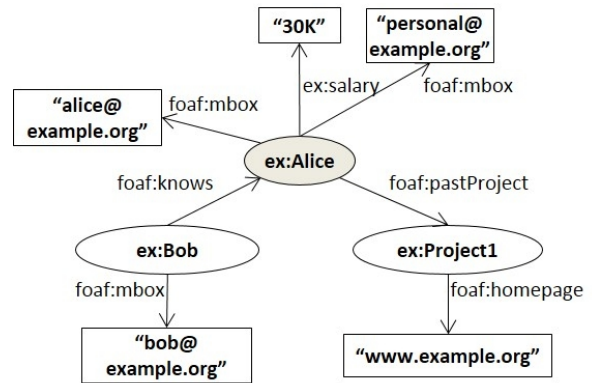 “30K”
“personal@
example.org”
ex:salary
foaf:mbox
“alice@
example.org”
foaf:mbox
ex:Alice
foaf:knows
foaf:pastProject
ex:Bob
ex:Project1
foaf:mbox
foaf:homepage
“bob@
example.org”
“www.example.org”